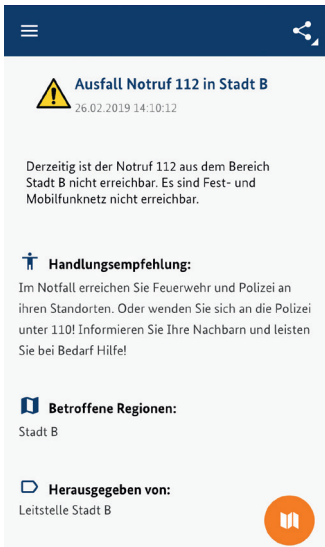 Ausfall Notruf 112 in Stadt B
26.02.2019 14:10:12
Derzeitig ist der Notruf 112 aus dem Bereich
Stadt B nicht erreichbar. Es sind Fest- und
Mobilfunknetz nicht erreichbar.
Handlungsempfehlung:
Im Notfall erreichen Sie Feuerwehr und Polizei an
ihren Standorten. Oder wenden Sie sich an die Polizei
unter 110! Informieren Sie Ihre Nachbarn und leisten
Sie bei Bedarf Hilfe!
Betroffene Regionen:
Stadt B
Herausgegeben von:
Leitstelle Stadt B